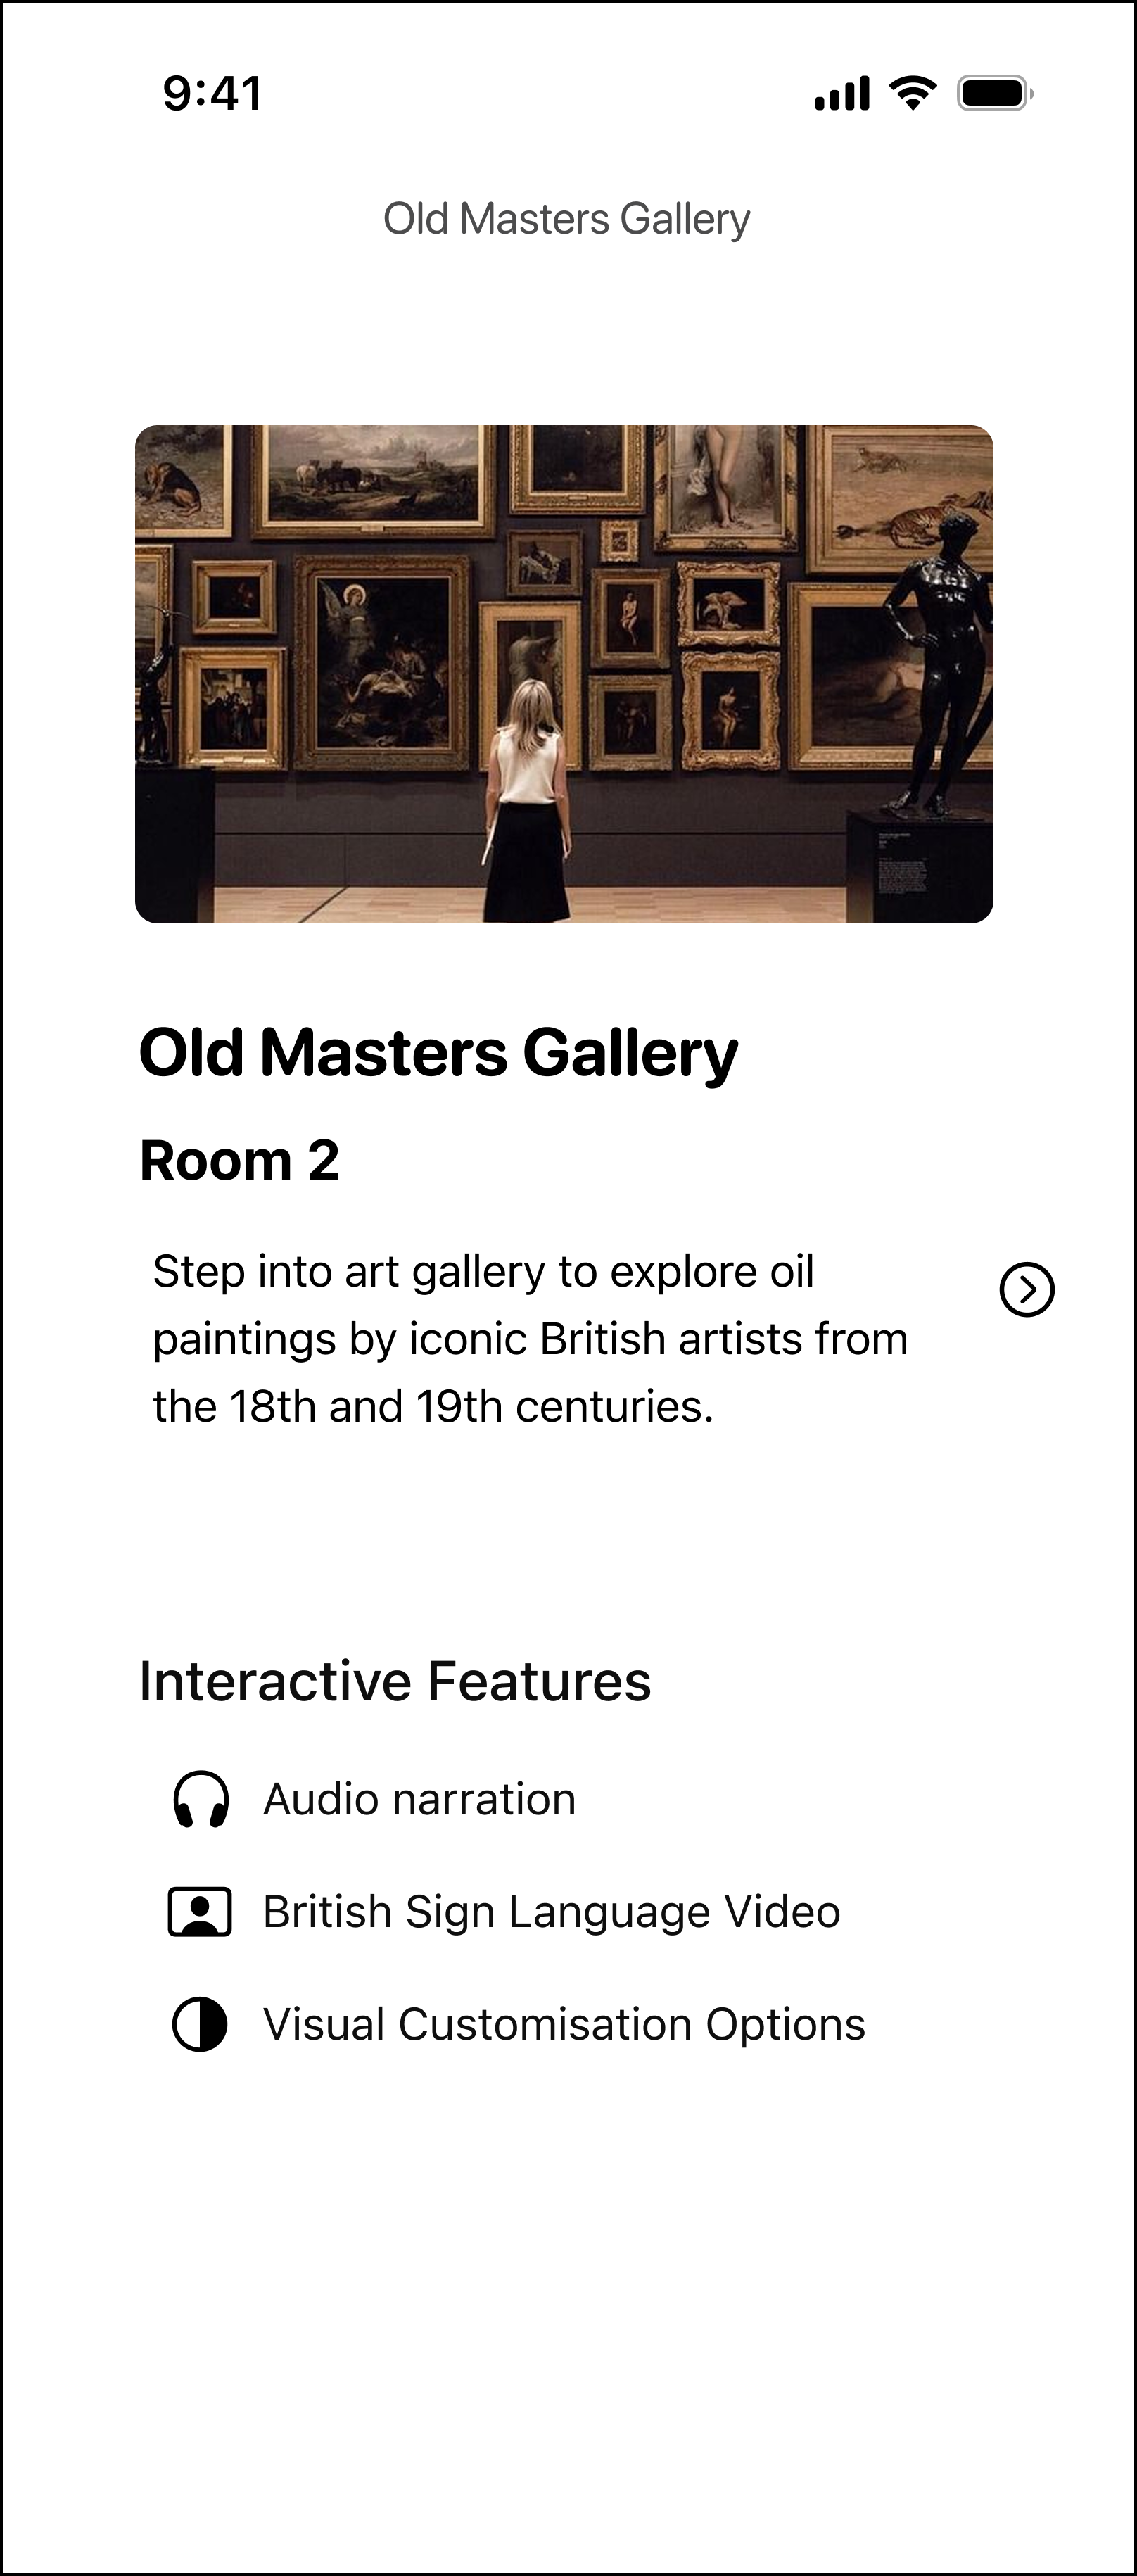 9:41
Old Masters Gallery
Old Masters Gallery
Room 2
Step into art gallery to explore oil
paintings by iconic British artists from
the 18th and 19th centuries.
Interactive Features
Audio narration
British Sign Language Video
Visual Customisation Options